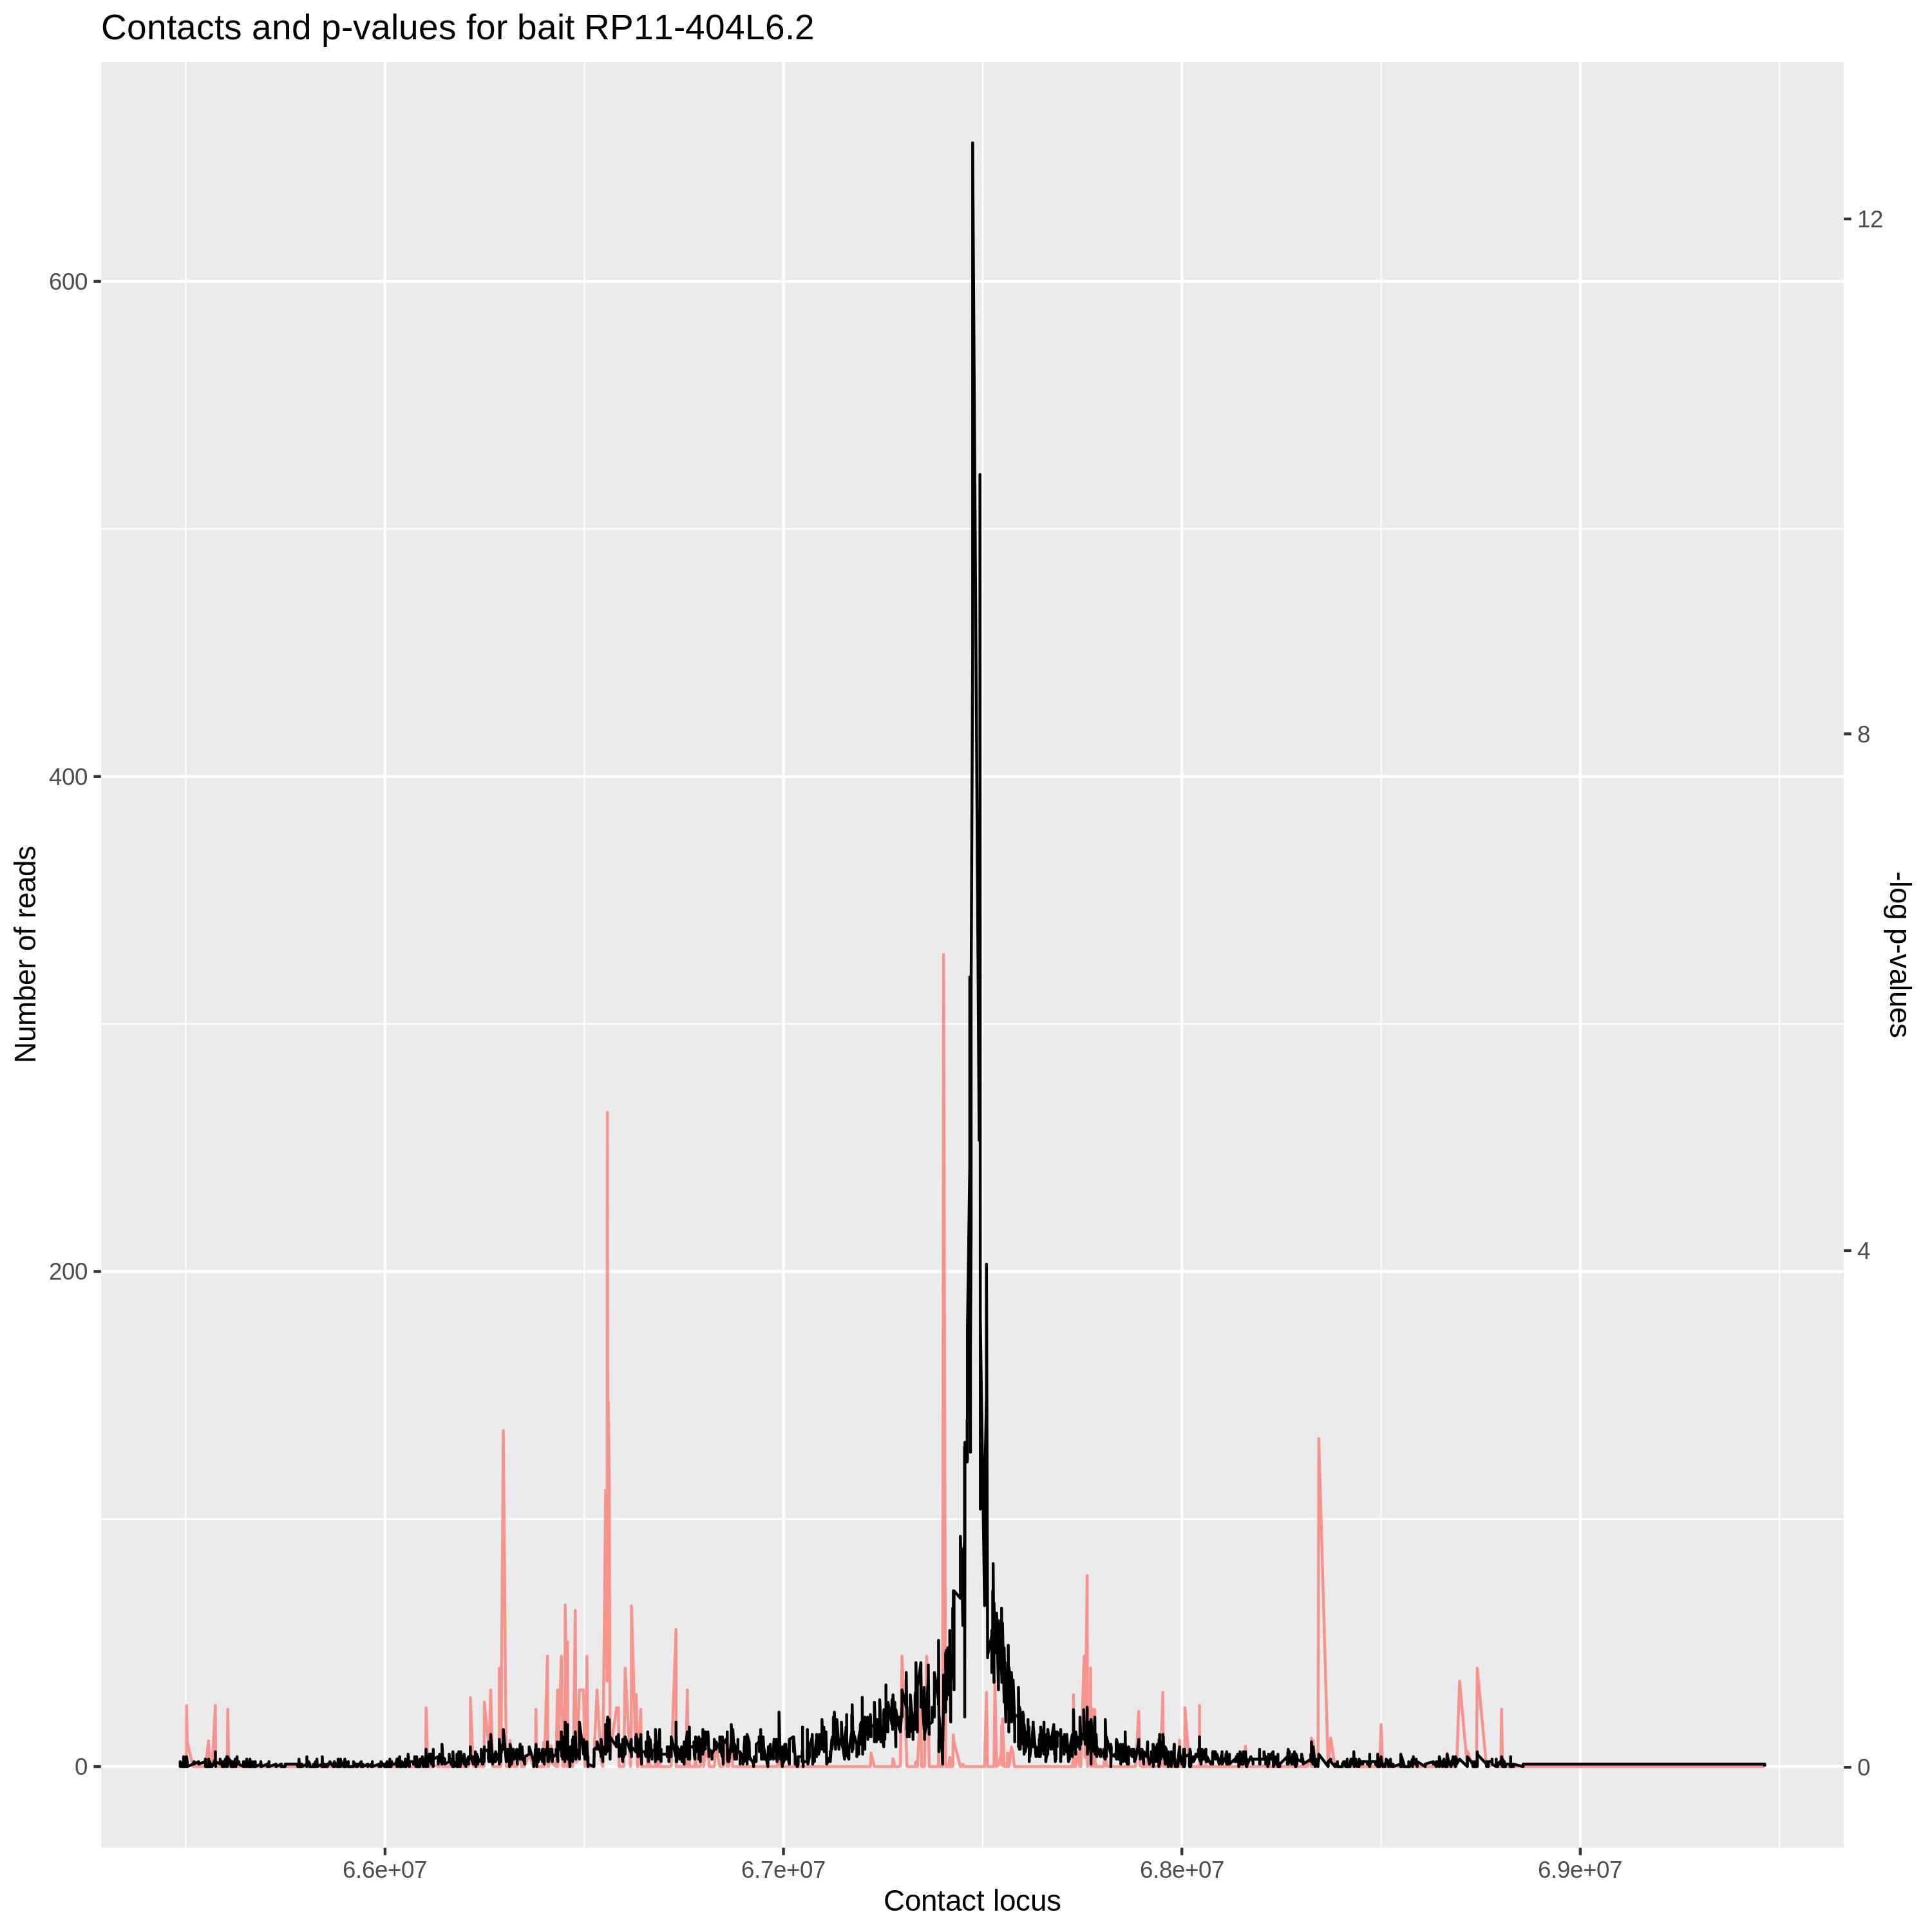 Contacts and p-values for bait RP11-404L6.2
600
400
200
0
12
8
4
0
Number of reads
-log p-values
6.6e+07
6.7e+07
6.8e+07
6.9e+07
Contact locus